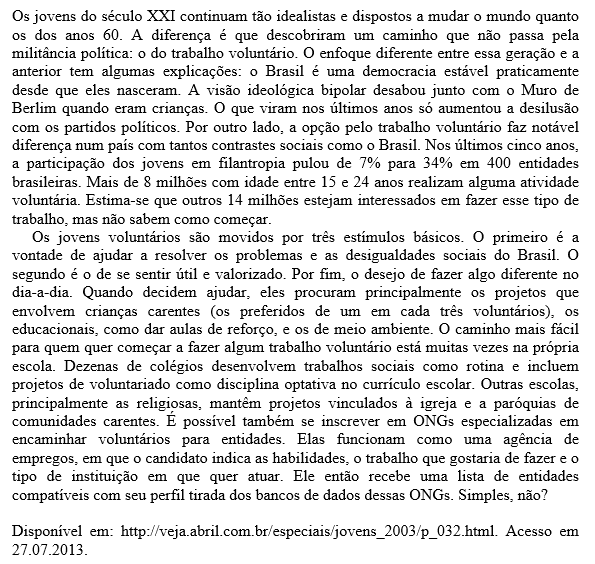 Os jovens do século XXI continuam tão idealistas e dispostos a mudar o mundo quanto
os dos anos 60. A diferença é que descobriram um caminho que não passa pela
militância política: o do trabalho voluntário. O enfoque diferente entre essa geração e a
anterior tem algumas explicações: o Brasil é uma democracia estável praticamente
desde que eles nasceram. A visão ideológica bipolar desabou junto com o Muro de
Berlim quando eram crianças. O que viram nos últimos anos só aumentou a desilusão
com os partidos políticos. Por outro lado, a opção pelo trabalho voluntário faz notável
diferença num país com tantos contrastes sociais como o Brasil. Nos últimos cinco anos,
a participação dos jovens em filantropia pulou de 7% para 34% em 400 entidades
brasileiras. Mais de 8 milhões com idade entre 15 e 24 anos realizam alguma atividade
voluntária. Estima-se que outros 14 milhões estejam interessados em fazer esse tipo de
trabalho, mas não sabem como começar.
Os jovens voluntários são movidos por três estímulos básicos. O primeiro é a
vontade de ajudar a resolver os problemas e as desigualdades sociais do Brasil. O
segundo é o de se sentir útil e valorizado. Por fim, o desejo de fazer algo diferente no
dia-a-dia. Quando decidem ajudar, eles procuram principalmente os projetos que
envolvem crianças carentes (os preferidos de um em cada três voluntários), os
educacionais, como dar aulas de reforço, e os de meio ambiente. O caminho mais fácil
para quem quer começar a fazer algum trabalho voluntário está muitas vezes na própria
escola. Dezenas de colégios desenvolvem trabalhos sociais como rotina e incluem
projetos de voluntariado como disciplina optativa no currículo escolar. Outras escolas,
principalmente as religiosas, mantêm projetos vinculados à igreja e a paróquias de
comunidades carentes. É possível também se inscrever em ONGs especializadas em
encaminhar voluntários para entidades. Elas funcionam como uma agência de
empregos, em que o candidato indica as habilidades, o trabalho que gostaria de fazer e o
tipo de instituição em que quer atuar. Ele então recebe uma lista de entidades
compatíveis com seu perfil tirada dos bancos de dados dessas ONGs. Simples, não?
Disponível em: http://veja.abril.com.br/especiais/jovens_2003/p_032.html. Acesso em
27.07.2013.